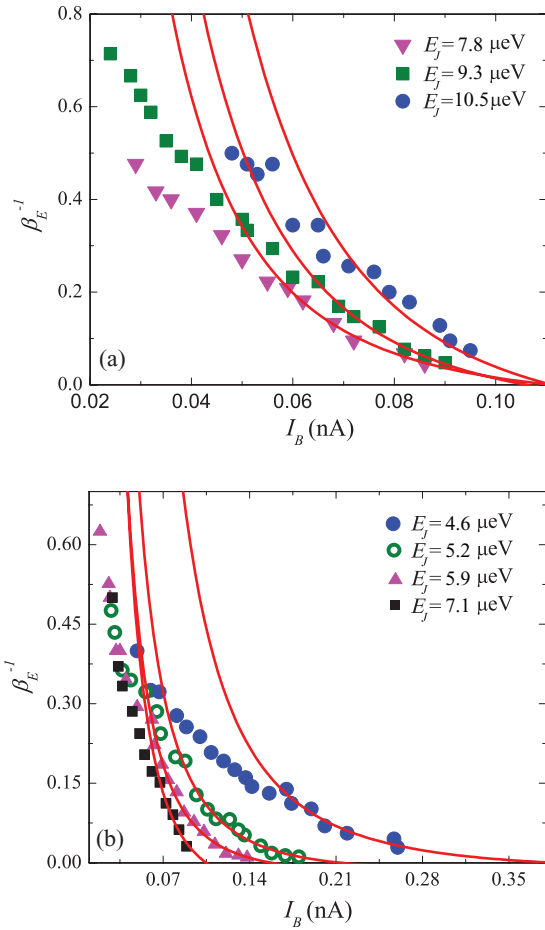 0.8
0.6
0.4
0.2
0.0
β_E^-1
E_J = 7.8 μeV
E_J = 9.3 μeV
E_J = 10.5 μeV
(a)
0.02 0.04 0.06 0.08 0.10
I_B (nA)
0.60
0.45
0.30
0.15
0.00
β_E^-1
E_J = 4.6 μeV
E_J = 5.2 μeV
E_J = 5.9 μeV
E_J = 7.1 μeV
(b)
0.07 0.14 0.21 0.28 0.35
I_B (nA)